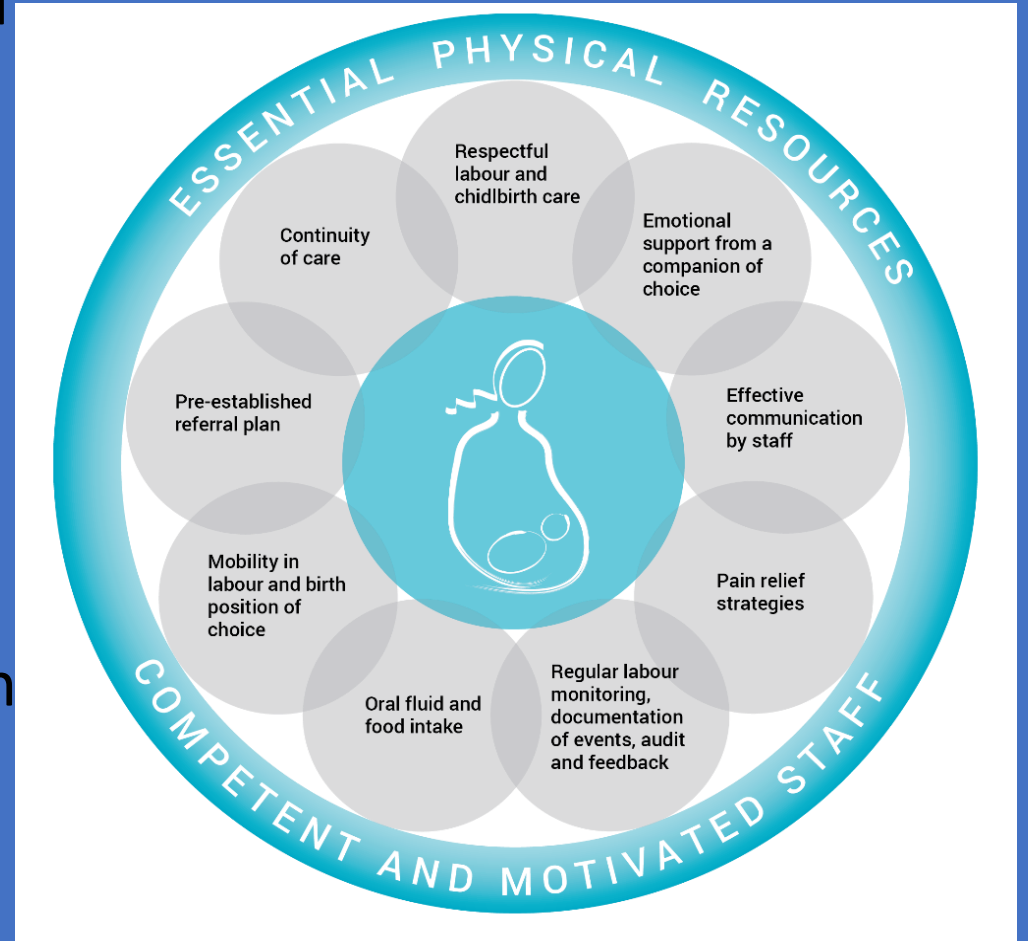 ESSENTIAL PHYSICAL RESOURCES
Respectful
labour and
chidlbirth care
Emotional
support from a
companion of
choice
Effective
communication
by staff
Pain relief
strategies
Regular labour
monitoring,
documentation
of events, audit
and feedback
Oral fluid and
food intake
Mobility in
labour and birth
position of
choice
Pre-established
referral plan
Continuity
of care
COMPETENT AND MOTIVATED STAFF